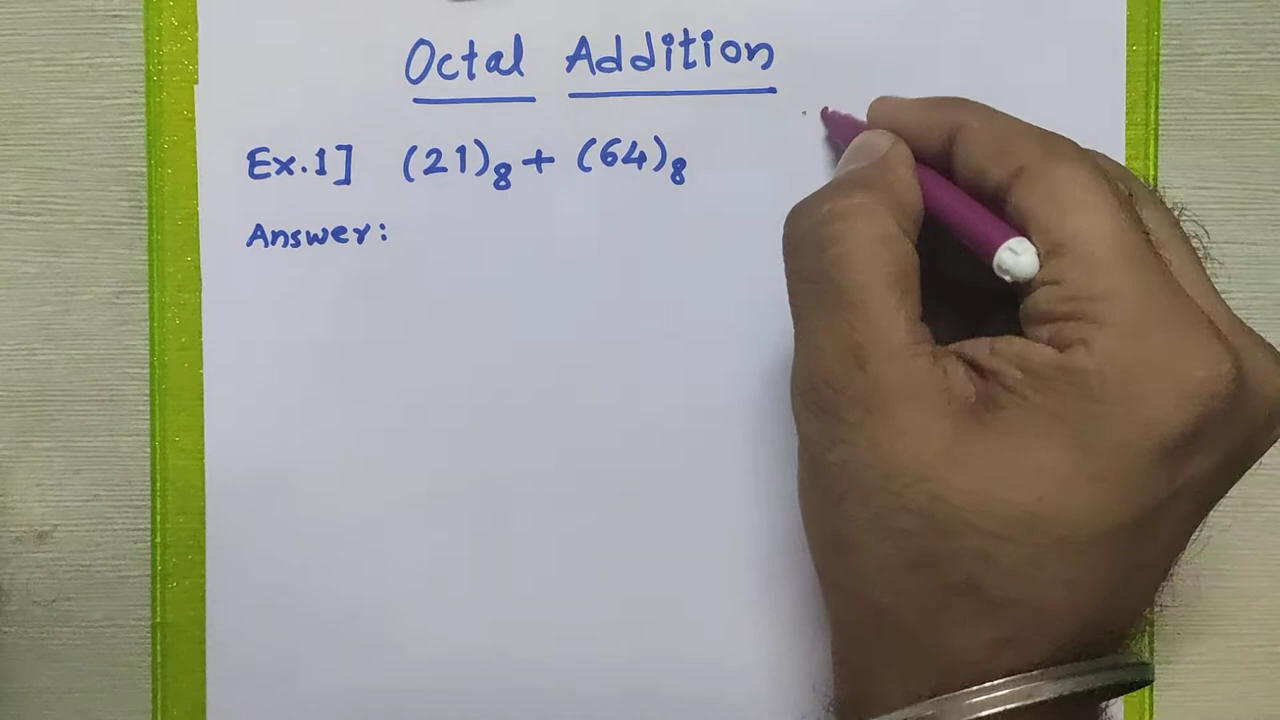 Octal Addition
Ex.1] (21)₈ + (64)₈
Answer: